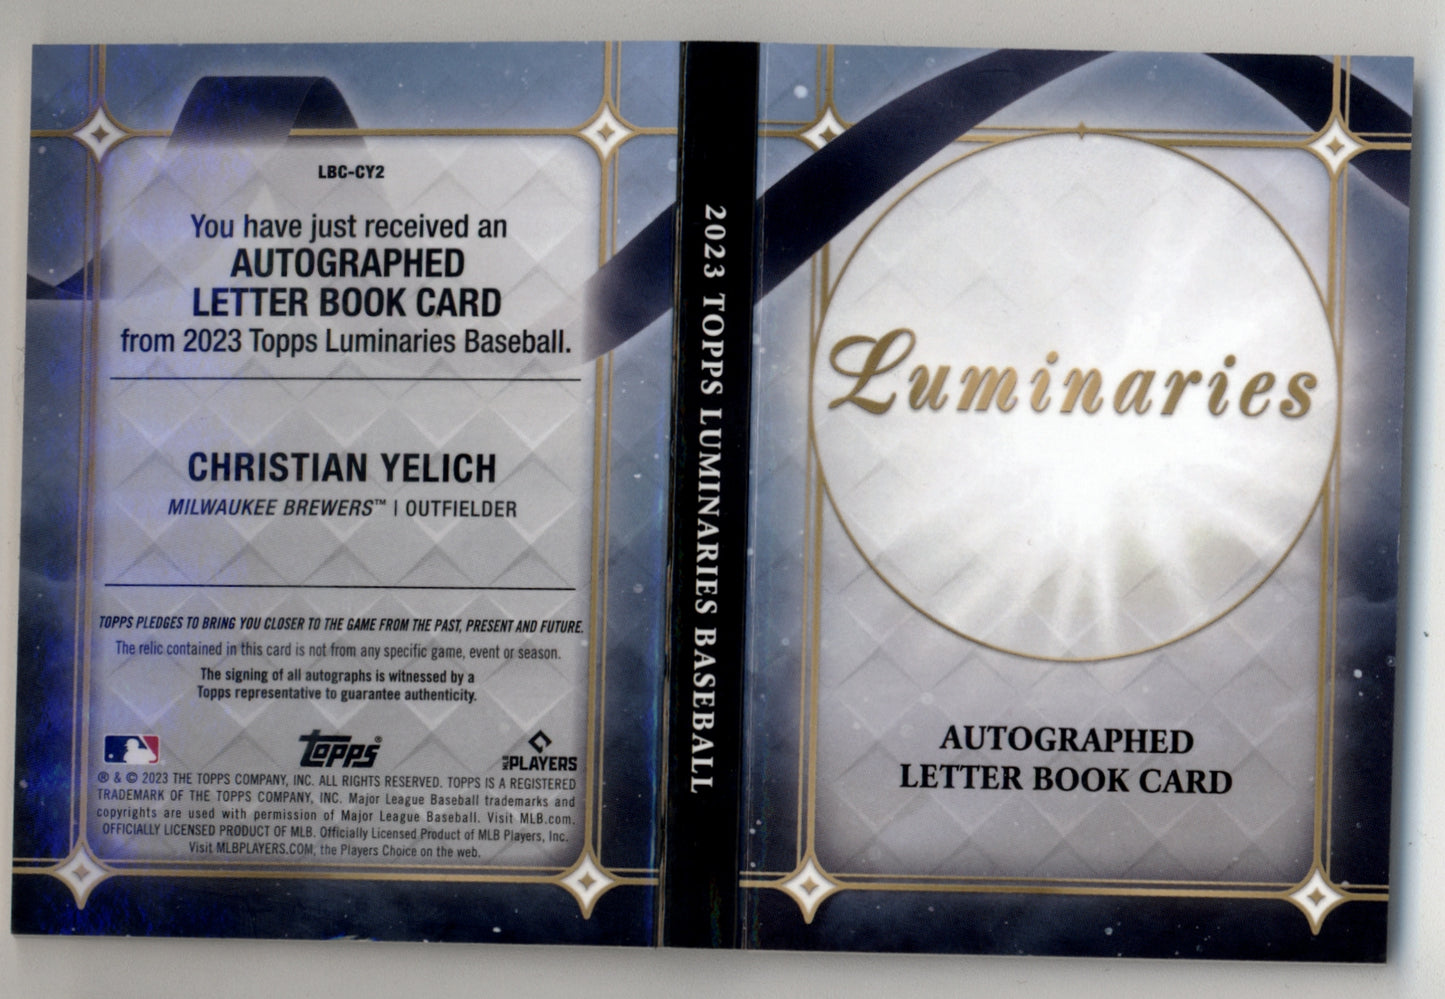 LBC-CY2
You have just received an
AUTOGRAPHED
LETTER BOOK CARD
from 2023 Topps Luminaries Baseball.
CHRISTIAN YELICH
MILWAUKEE BREWERS™ | OUTFIELDER
TOPPS PLEDGES TO BRING YOU CLOSER TO THE GAME FROM THE PAST, PRESENT AND FUTURE.
The relic contained in this card is not from any specific game, event or season.
The signing of all autographs is witnessed by a
Topps representative to guarantee authenticity.
Topps®
MLB PLAYERS
® & © 2023 THE TOPPS COMPANY, INC. ALL RIGHTS RESERVED. TOPPS IS A REGISTERED
TRADEMARK OF THE TOPPS COMPANY, INC. Major League Baseball trademarks and
copyrights are used with permission of Major League Baseball. Visit MLB.com.
OFFICIALLY LICENSED PRODUCT OF MLB. Officially Licensed Product of MLB Players, Inc.
Visit MLBPLAYERS.COM, the Players Choice on the web.
2023 TOPPS LUMINARIES BASEBALL
Luminaries
AUTOGRAPHED
LETTER BOOK CARD